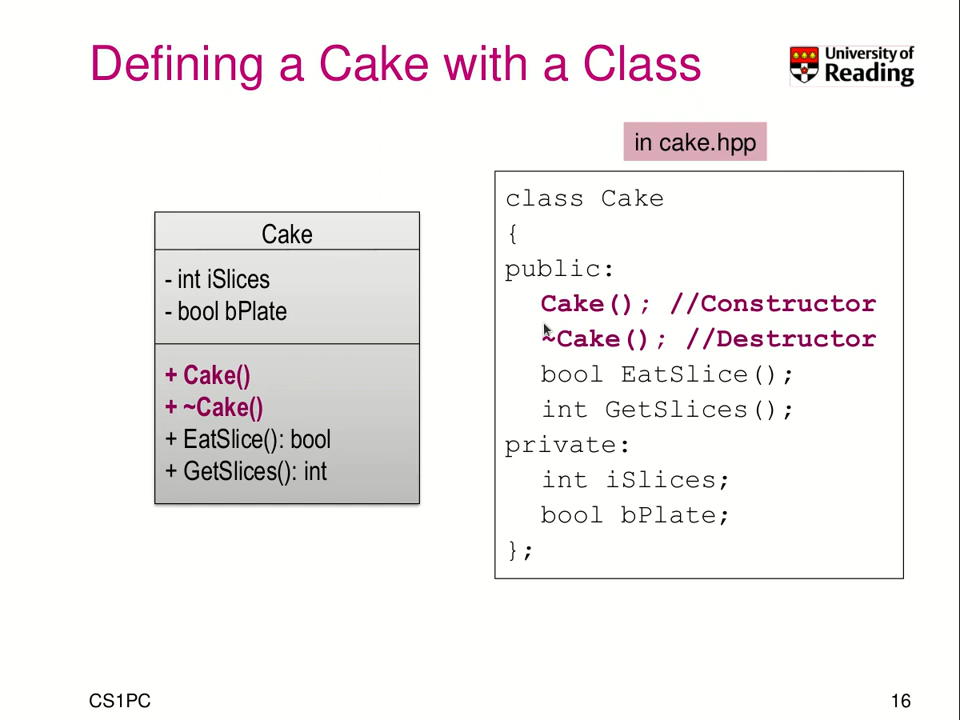 Defining a Cake with a Class
University of
Reading
in cake.hpp
Cake
- int iSlices
- bool bPlate
+ Cake()
+ ~Cake()
+ EatSlice(): bool
+ GetSlices(): int
class Cake
{
public:
Cake(); //Constructor
~Cake(); //Destructor
bool EatSlice();
int GetSlices();
private:
int iSlices;
bool bPlate;
};
CS1PC
16